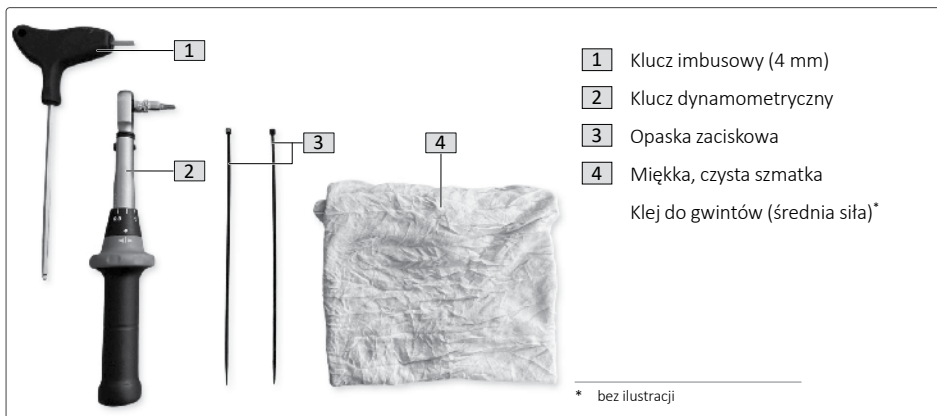 1
2
3
4
1 Klucz imbusowy (4 mm)
2 Klucz dynamometryczny
3 Opaska zaciskowa
4 Miękka, czysta szmatka
Klej do gwintów (średnia siła)*
* bez ilustracji